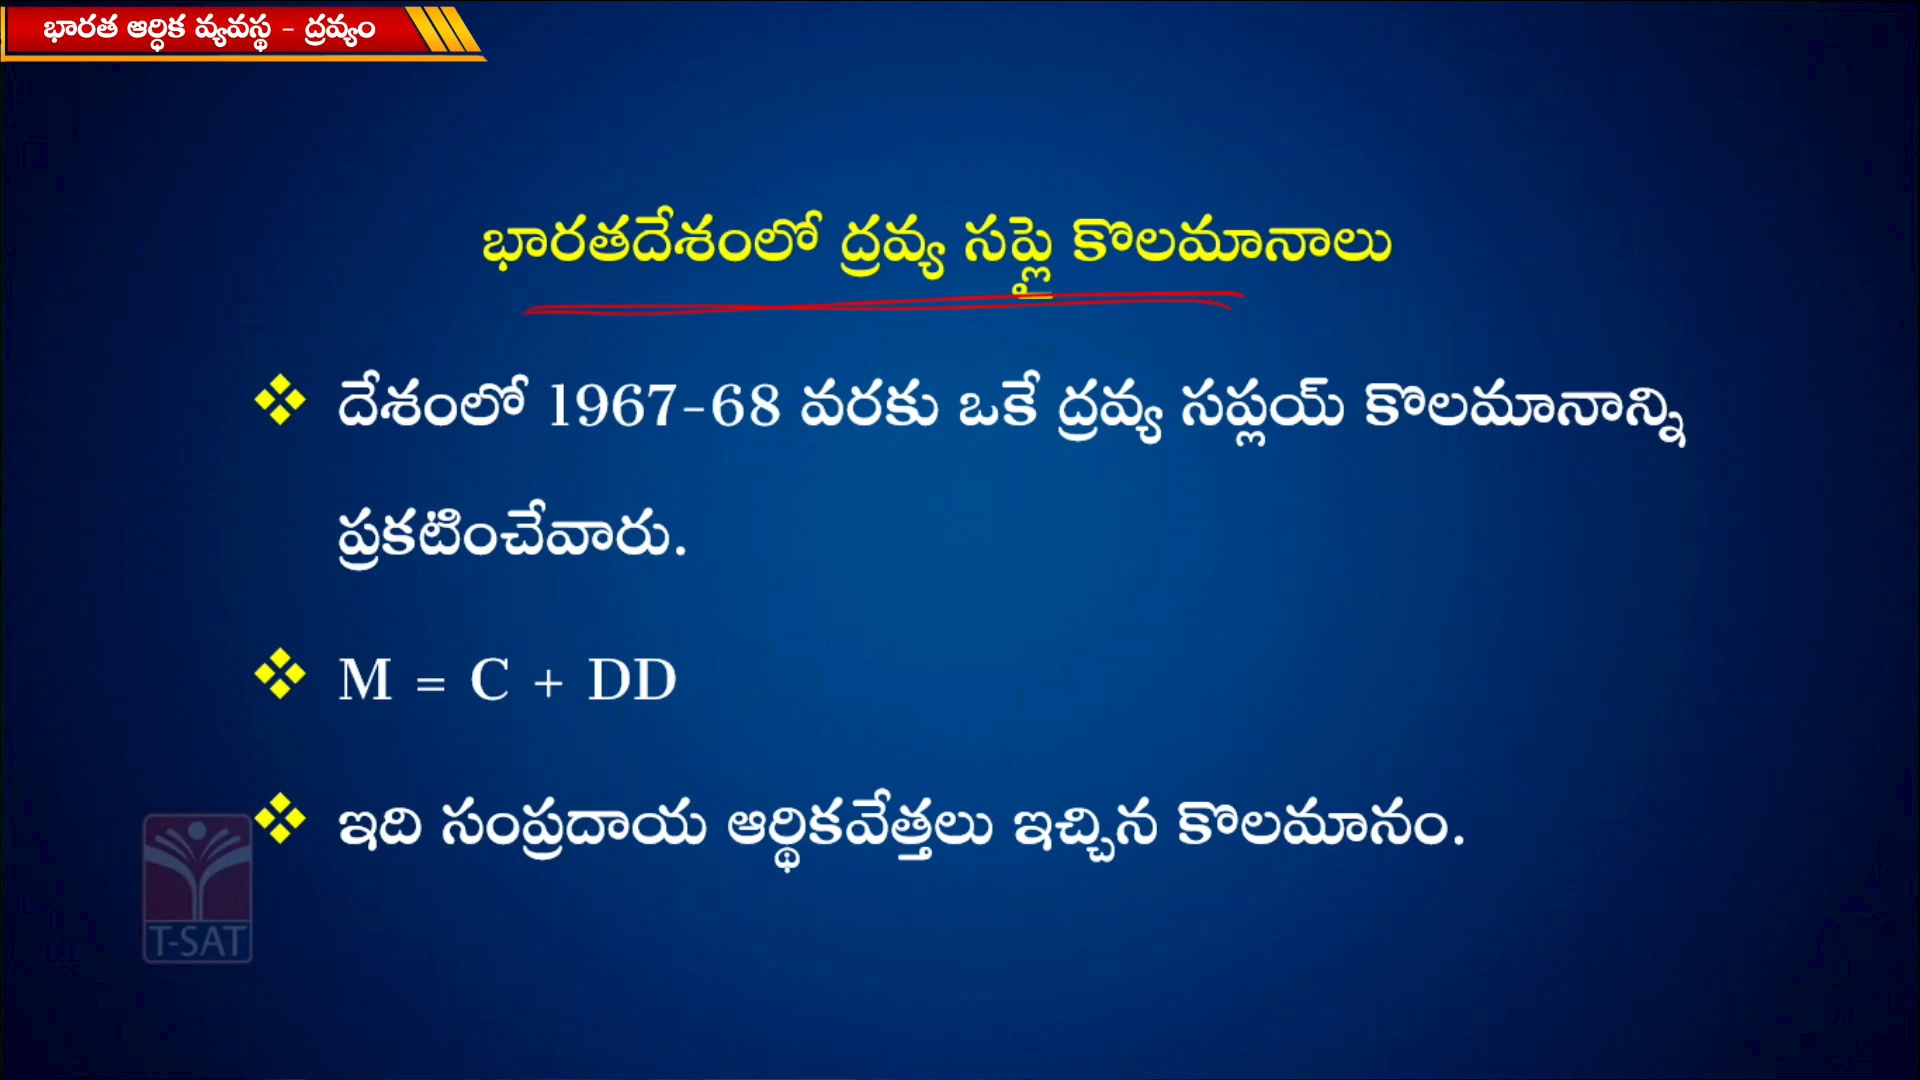 భారత ఆర్థిక వ్యవస్థ - ద్రవ్యం
భారతదేశంలో ద్రవ్య సప్లై కొలమానాలు
దేశంలో 1967-68 వరకు ఒకే ద్రవ్య సప్లయ్ కొలమానాన్ని
ప్రకటించేవారు.
M = C + DD
ఇది సంప్రదాయ ఆర్థికవేత్తలు ఇచ్చిన కొలమానం.
T-SAT